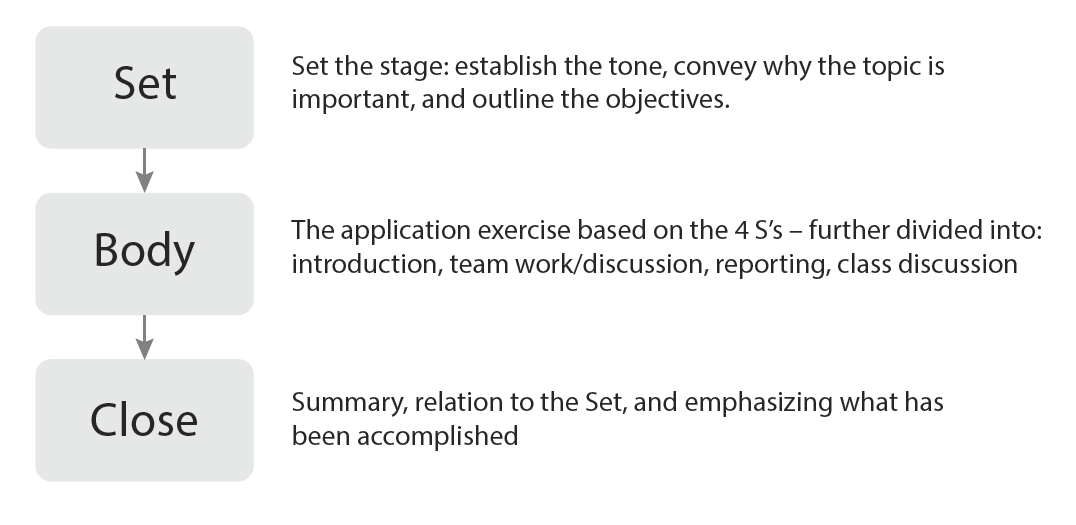 Set
Set the stage: establish the tone, convey why the topic is
important, and outline the objectives.
Body
The application exercise based on the 4 S’s – further divided into:
introduction, team work/discussion, reporting, class discussion
Close
Summary, relation to the Set, and emphasizing what has
been accomplished